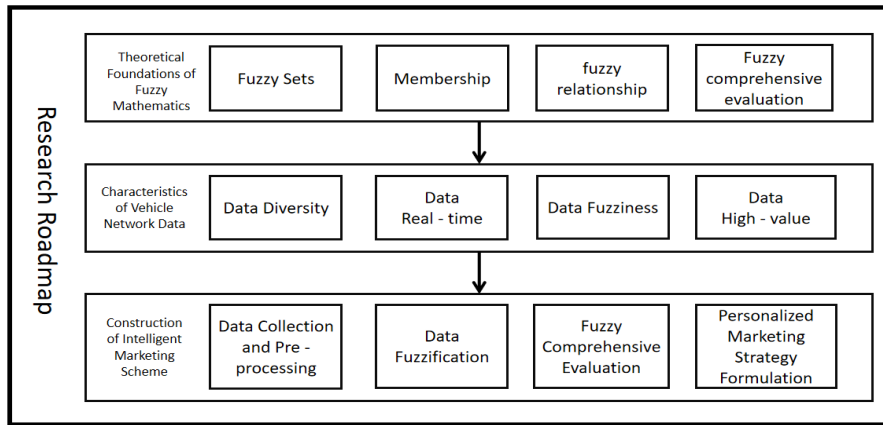 Research Roadmap
Theoretical
Foundations of
Fuzzy
Mathematics
Fuzzy Sets
Membership
fuzzy
relationship
Fuzzy
comprehensive
evaluation
Characteristics
of Vehicle
Network Data
Data Diversity
Data
Real - time
Data Fuzziness
Data
High - value
Construction
of Intelligent
Marketing
Scheme
Data Collection
and Pre -
processing
Data
Fuzzification
Fuzzy
Comprehensive
Evaluation
Personalized
Marketing
Strategy
Formulation